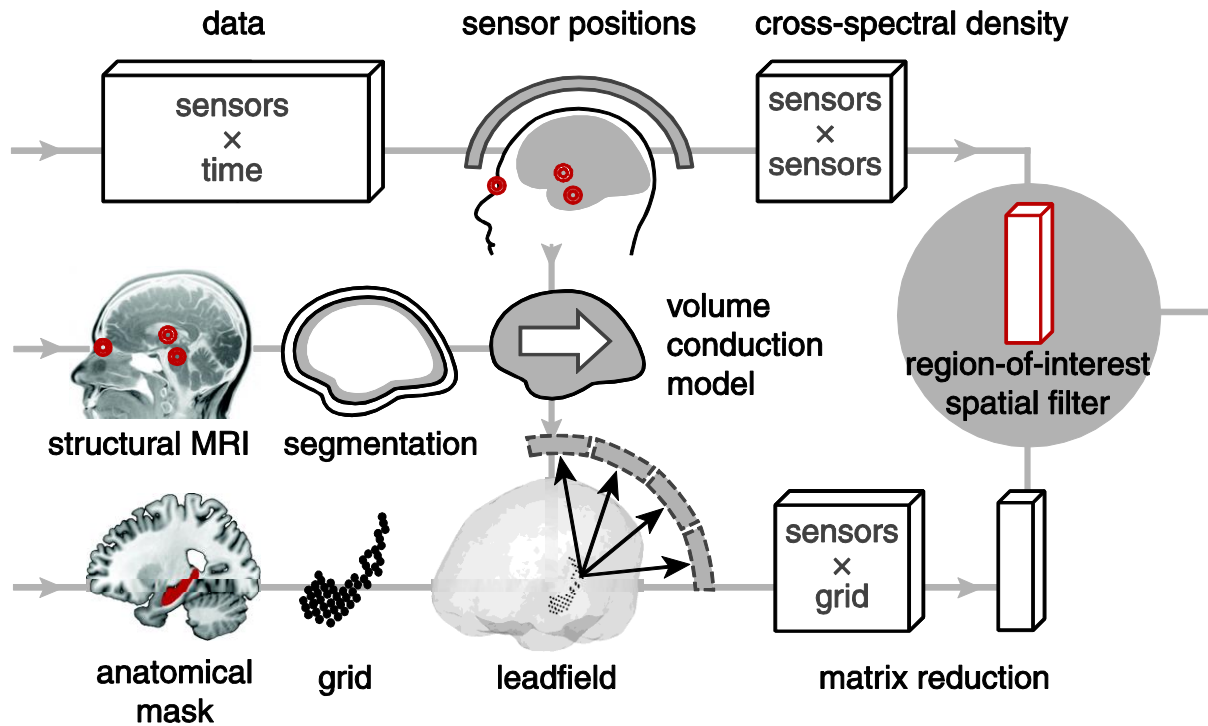 data
sensor positions
cross-spectral density
sensors
×
time
sensors
×
sensors
volume
conduction
model
region-of-interest
spatial filter
structural MRI
segmentation
sensors
×
grid
anatomical
mask
grid
leadfield
matrix reduction